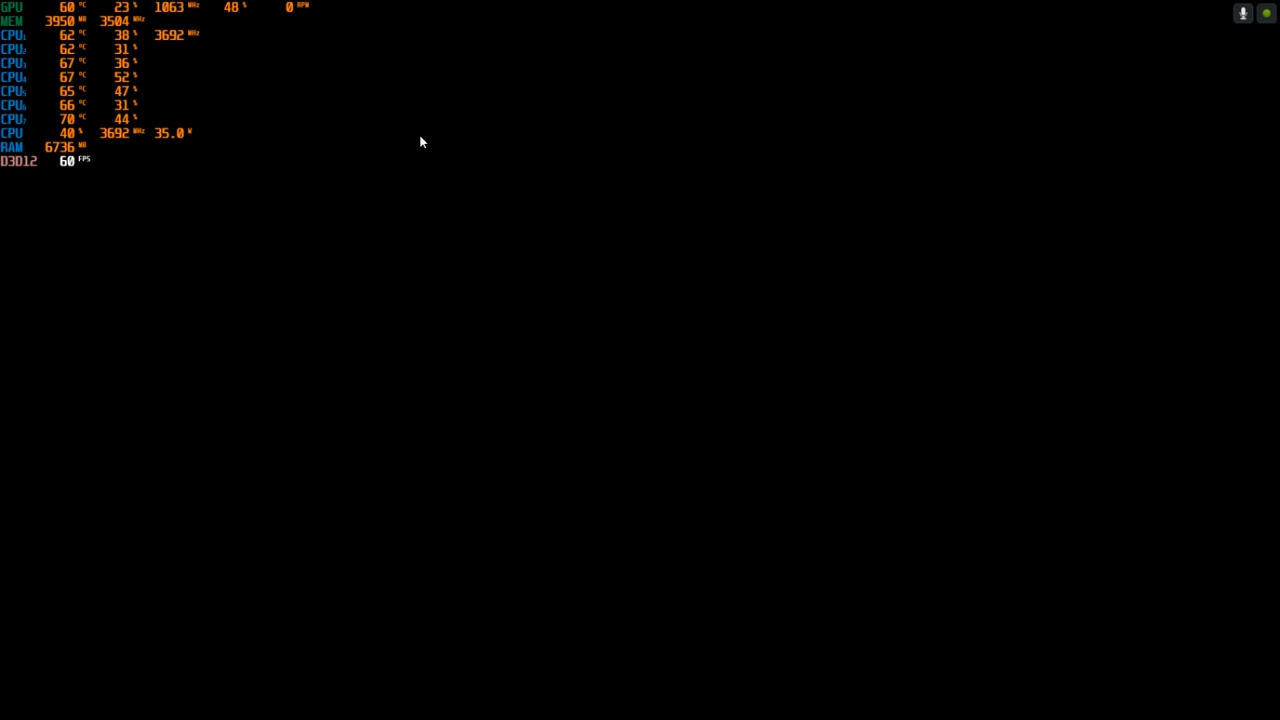 GPU 60 °C 23 % 1063 MHz 48 % 0 RPM
MEM 3950 MB 3504 MHz
CPU1 62 °C 38 % 3692 MHz
CPU2 62 °C 31 %
CPU3 67 °C 36 %
CPU4 67 °C 52 %
CPU5 65 °C 47 %
CPU6 66 °C 31 %
CPU7 70 °C 44 %
CPU 40 % 3692 MHz 35.0 W
RAM 6736 MB
D3D12 60 FPS